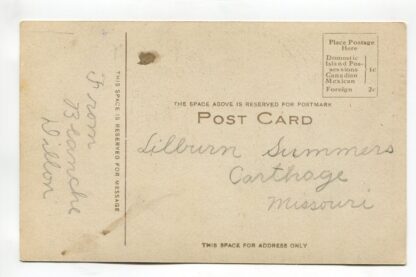 From
Blanche
Dillon
THIS SPACE IS RESERVED FOR MESSAGE
Place Postage
Here
Domestic
Island Pos-
sessions 1c
Canadian
Mexican
Foreign 2c
THE SPACE ABOVE IS RESERVED FOR POSTMARK
POST CARD
Lilburn Summers
Carthage
Missouri
THIS SPACE FOR ADDRESS ONLY